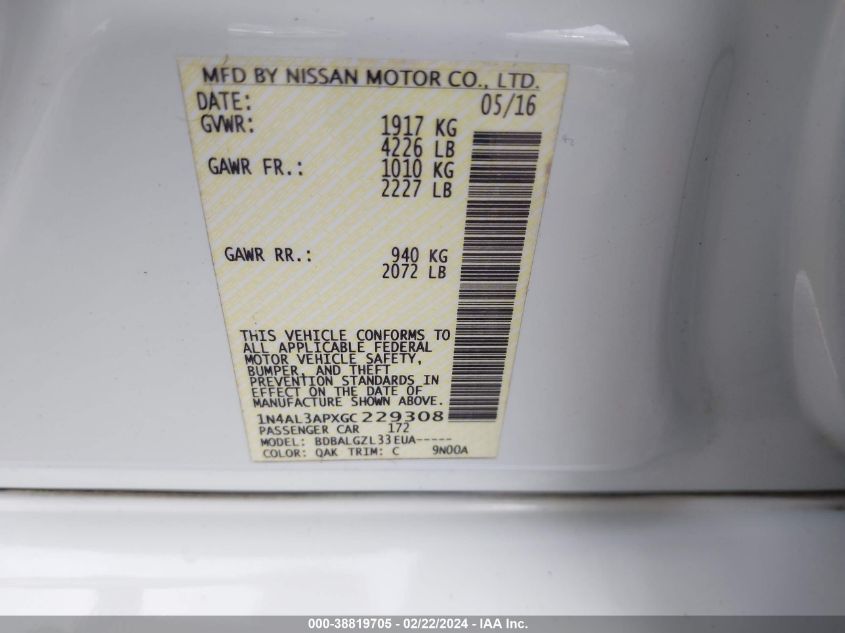 MFD BY NISSAN MOTOR CO., LTD.
DATE: 05/16
GVWR: 1917 KG
4226 LB
GAWR FR.: 1010 KG
2227 LB
GAWR RR.: 940 KG
2072 LB
THIS VEHICLE CONFORMS TO
ALL APPLICABLE FEDERAL
MOTOR VEHICLE SAFETY,
BUMPER, AND THEFT
PREVENTION STANDARDS IN
EFFECT ON THE DATE OF
MANUFACTURE SHOWN ABOVE.
1N4AL3APXGC229308
PASSENGER CAR 172
MODEL: BDBALGZL33EUA-----
COLOR: QAK TRIM: C 9N00A
000-38819705 - 02/22/2024 - IAA Inc.